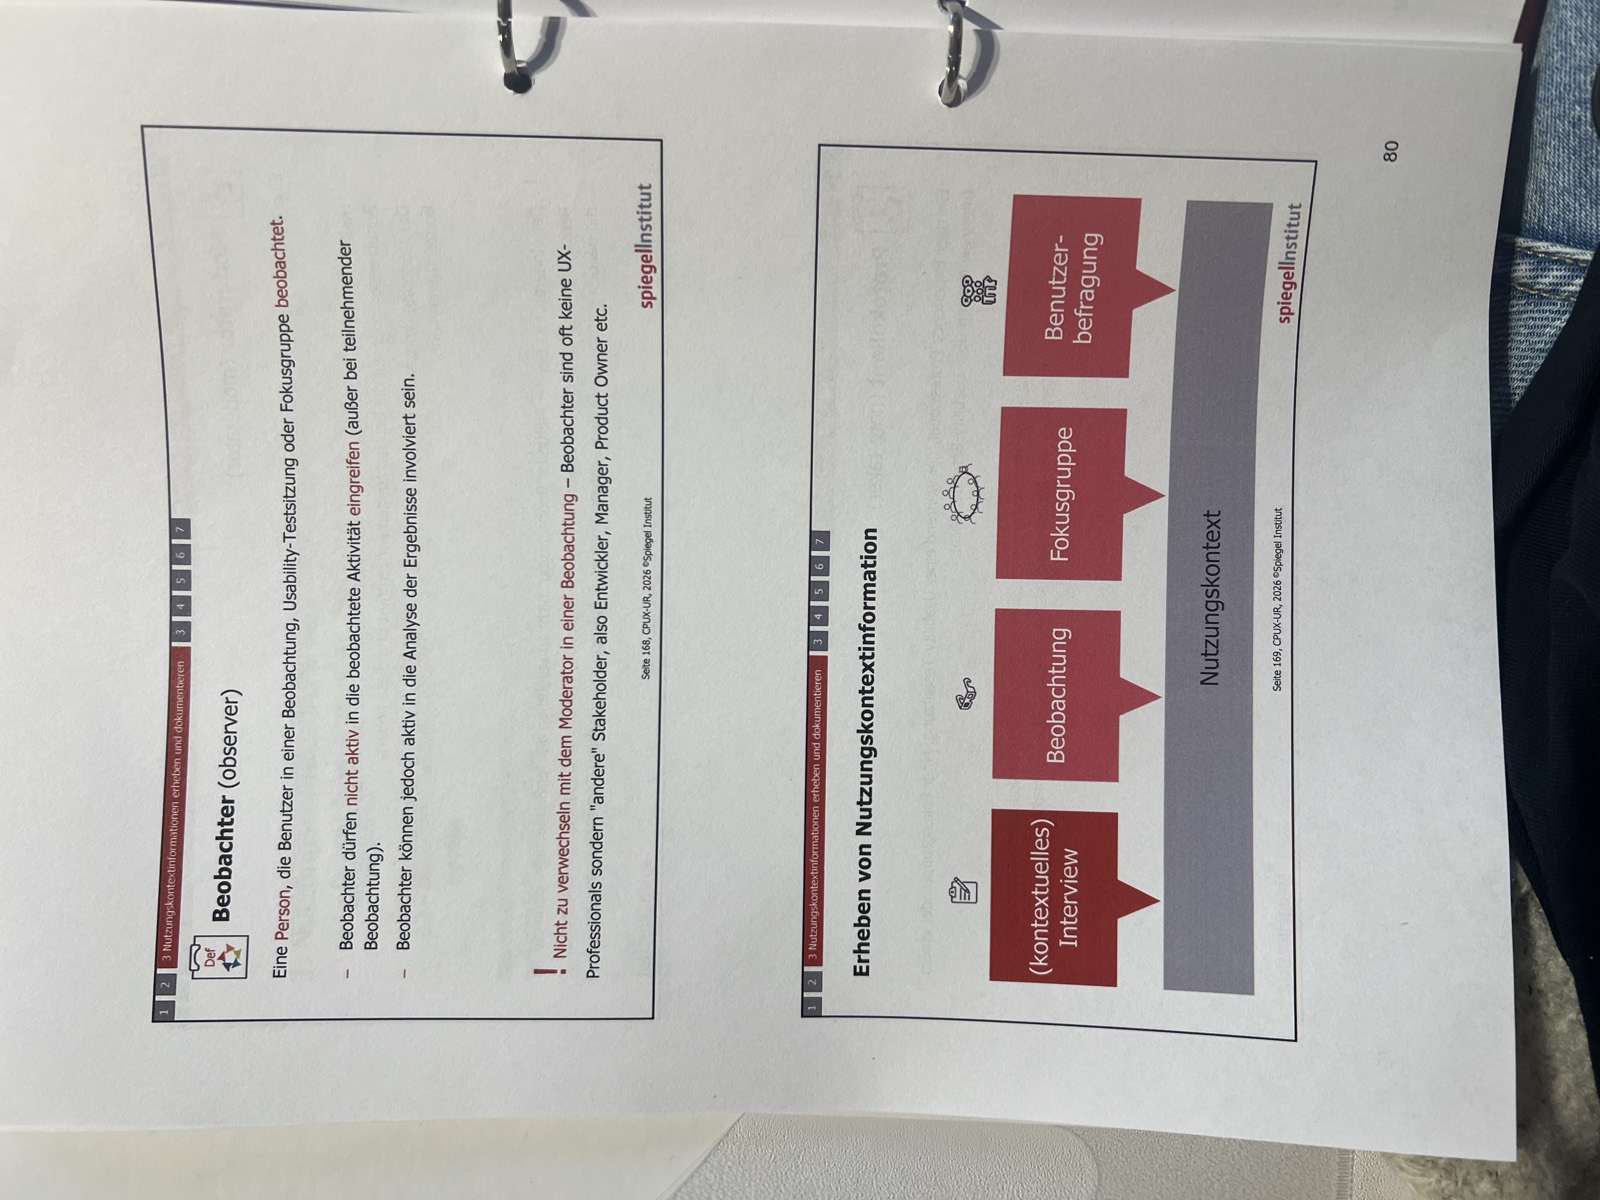 1 2 3 Nutzungskontextinformationen erheben und dokumentieren 3 4 5 6 7
Def
Beobachter (observer)
Eine Person, die Benutzer in einer Beobachtung, Usability-Testsitzung oder Fokusgruppe beobachtet.
– Beobachter dürfen nicht aktiv in die beobachtete Aktivität eingreifen (außer bei teilnehmender
Beobachtung).
– Beobachter können jedoch aktiv in die Analyse der Ergebnisse involviert sein.
! Nicht zu verwechseln mit dem Moderator in einer Beobachtung – Beobachter sind oft keine UX-
Professionals sondern "andere" Stakeholder, also Entwickler, Manager, Product Owner etc.
Seite 168, CPUX-UR, 2026 ©Spiegel Institut
spiegelInstitut
1 2 3 Nutzungskontextinformationen erheben und dokumentieren 3 4 5 6 7
Erheben von Nutzungskontextinformation
(kontextuelles)
Interview
Beobachtung
Fokusgruppe
Benutzer-
befragung
Nutzungskontext
Seite 169, CPUX-UR, 2026 ©Spiegel Institut
spiegelInstitut
80